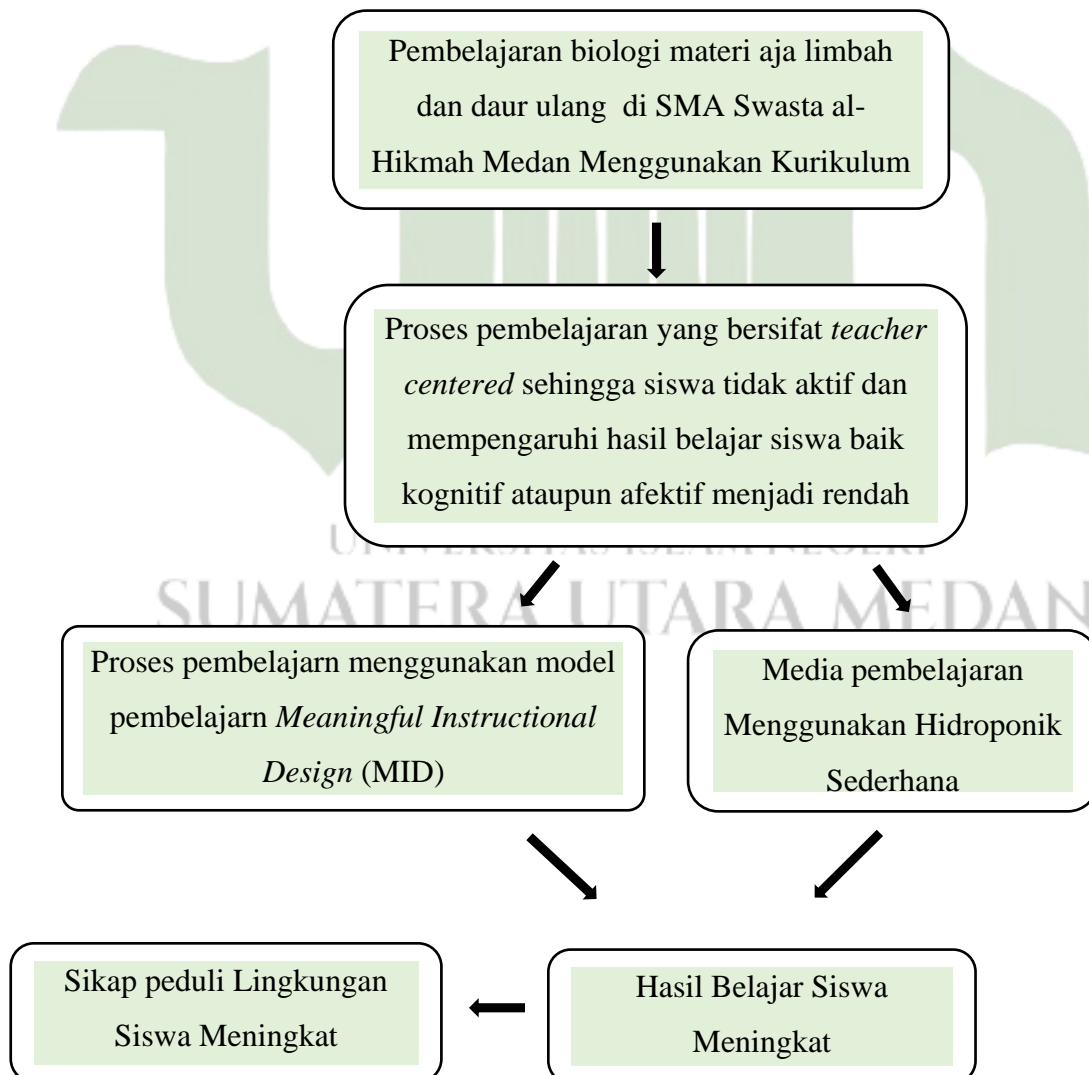 Pembelajaran biologi materi aja limbah
dan daur ulang di SMA Swasta al-
Hikmah Medan Menggunakan Kurikulum
Proses pembelajaran yang bersifat teacher
centered sehingga siswa tidak aktif dan
mempengaruhi hasil belajar siswa baik
kognitif ataupun afektif menjadi rendah
UNIVERSITAS ISLAM NEGERI
SUMATERA UTARA MEDAN
Proses pembelajarn menggunakan model
pembelajarn Meaningful Instructional
Design (MID)
Media pembelajaran
Menggunakan Hidroponik
Sederhana
Sikap peduli Lingkungan
Siswa Meningkat
Hasil Belajar Siswa
Meningkat